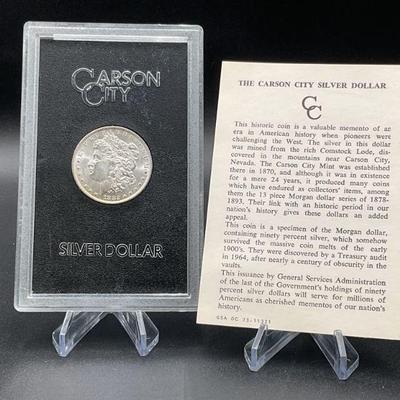 CARSON
CITY
SILVER DOLLAR
THE CARSON CITY SILVER DOLLAR
CC
This historic coin is a valuable memento of an
era in American history when pioneers were
challenging the West. The silver in this dollar
was mined from the rich Comstock Lode, dis-
covered in the mountains near Carson City,
Nevada. The Carson City Mint was established
there in 1870, and although it was in existence
for a mere 24 years, it produced many coins
which have endured as collectors' items, among
them the 13 piece Morgan dollar series of 1878-
1893. Their link with an historic period in our
nation's history gives these dollars an added
appeal.
This coin is a specimen of the Morgan dollar,
containing ninety percent silver, which somehow
survived the massive coin melts of the early
1900's. They were discovered by a Treasury audit
in 1964, after nearly a century of obscurity in the
vaults.
This issuance by General Services Administration
of the last of the Government's holdings of ninety
percent silver dollars will serve for millions of
Americans as cherished mementos of our nation's
history.
GSA DC